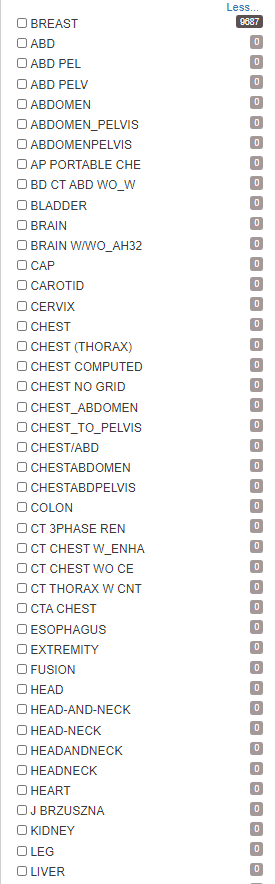 Less...
BREAST 9687
ABD 0
ABD PEL 0
ABD PELV 0
ABDOMEN 0
ABDOMEN_PELVIS 0
ABDOMENPELVIS 0
AP PORTABLE CHE 0
BD CT ABD WO_W 0
BLADDER 0
BRAIN 0
BRAIN W/WO_AH32 0
CAP 0
CAROTID 0
CERVIX 0
CHEST 0
CHEST (THORAX) 0
CHEST COMPUTED 0
CHEST NO GRID 0
CHEST_ABDOMEN 0
CHEST_TO_PELVIS 0
CHEST/ABD 0
CHESTABDOMEN 0
CHESTABDPELVIS 0
COLON 0
CT 3PHASE REN 0
CT CHEST W_ENHA 0
CT CHEST WO CE 0
CT THORAX W CNT 0
CTA CHEST 0
ESOPHAGUS 0
EXTREMITY 0
FUSION 0
HEAD 0
HEAD-AND-NECK 0
HEAD-NECK 0
HEADANDNECK 0
HEADNECK 0
HEART 0
J BRZUSZNA 0
KIDNEY 0
LEG 0
LIVER 0